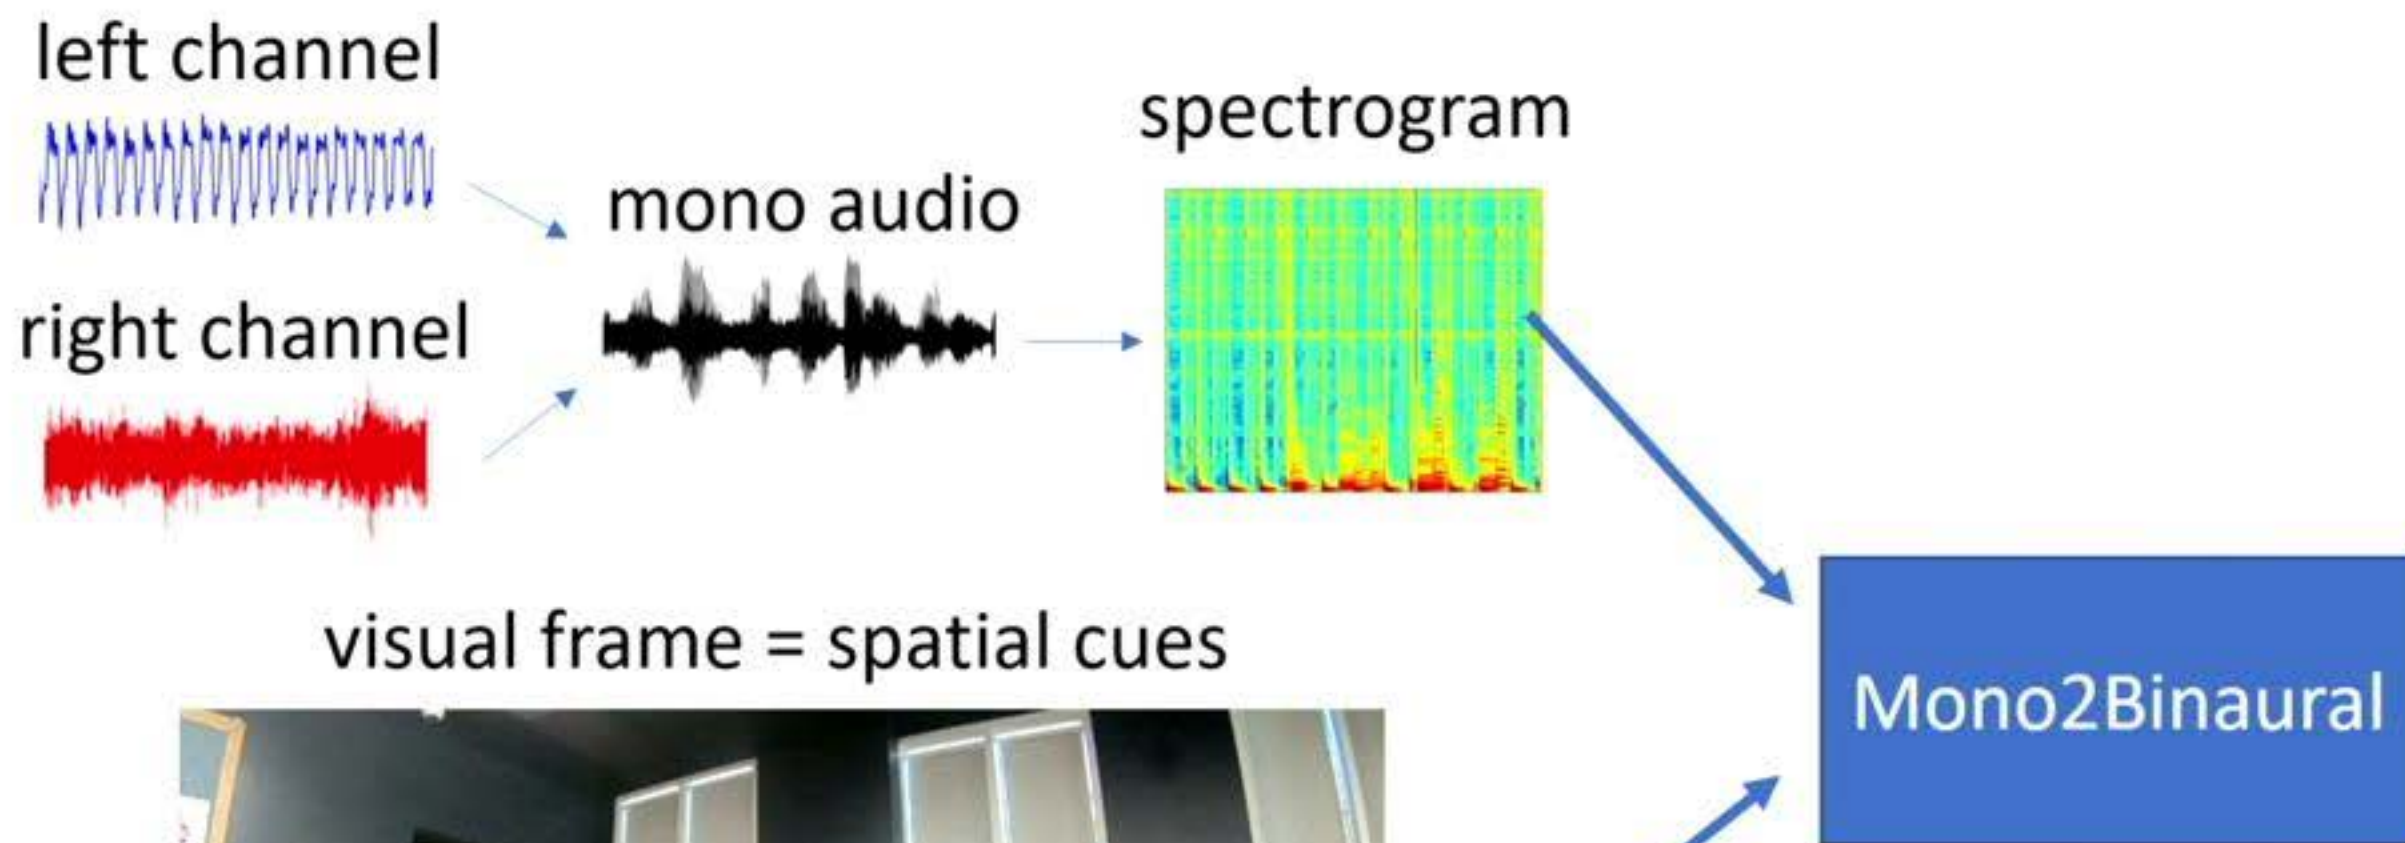 left channel
spectrogram
mono audio
right channel
visual frame = spatial cues
Mono2Binaural